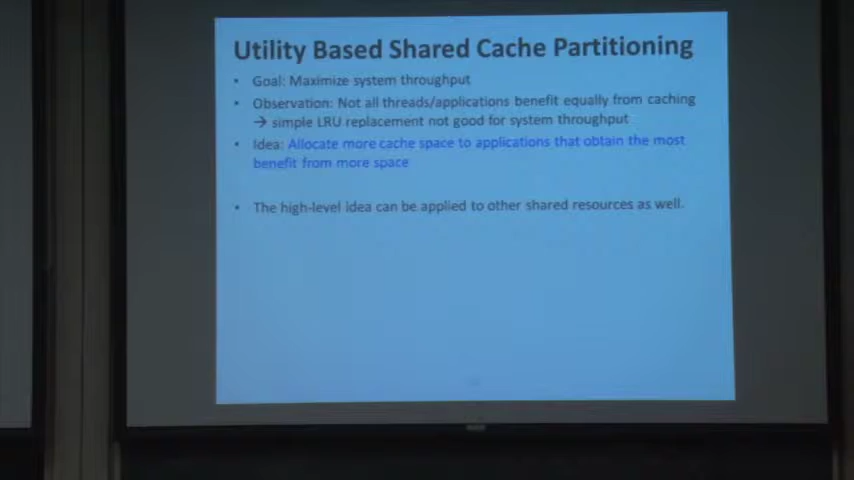 Utility Based Shared Cache Partitioning
• Goal: Maximize system throughput
• Observation: Not all threads/applications benefit equally from caching
→ simple LRU replacement not good for system throughput
• Idea: Allocate more cache space to applications that obtain the most
benefit from more space
• The high-level idea can be applied to other shared resources as well.